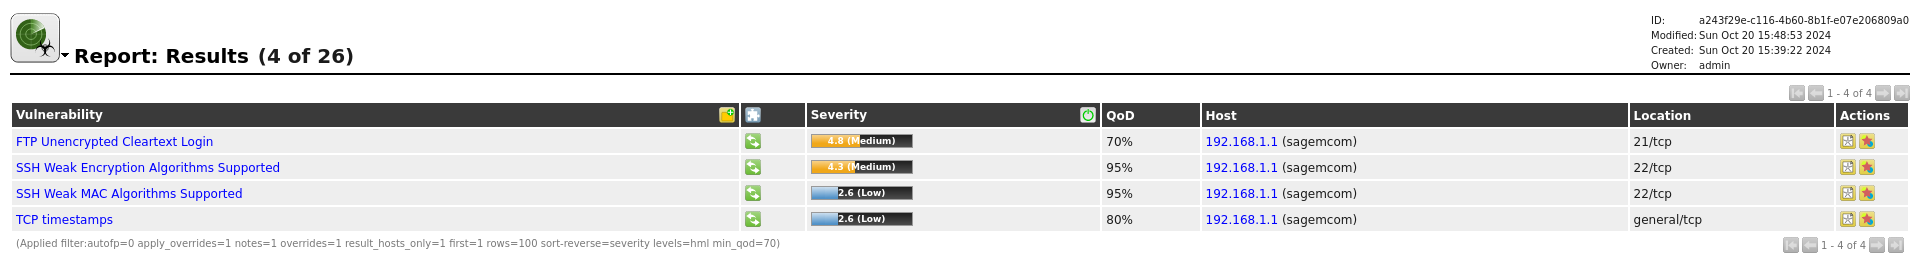 Report: Results (4 of 26)
ID: a243f29e-c116-4b60-8b1f-e07e206809a0
Modified: Sun Oct 20 15:48:53 2024
Created: Sun Oct 20 15:39:22 2024
Owner: admin
1 - 4 of 4
Vulnerability Severity QoD Host Location Actions
FTP Unencrypted Cleartext Login 4.8 (Medium) 70% 192.168.1.1 (sagemcom) 21/tcp
SSH Weak Encryption Algorithms Supported 4.3 (Medium) 95% 192.168.1.1 (sagemcom) 22/tcp
SSH Weak MAC Algorithms Supported 2.6 (Low) 95% 192.168.1.1 (sagemcom) 22/tcp
TCP timestamps 2.6 (Low) 80% 192.168.1.1 (sagemcom) general/tcp
(Applied filter:autofp=0 apply_overrides=1 notes=1 overrides=1 result_hosts_only=1 first=1 rows=100 sort-reverse=severity levels=hml min_qod=70)
1 - 4 of 4